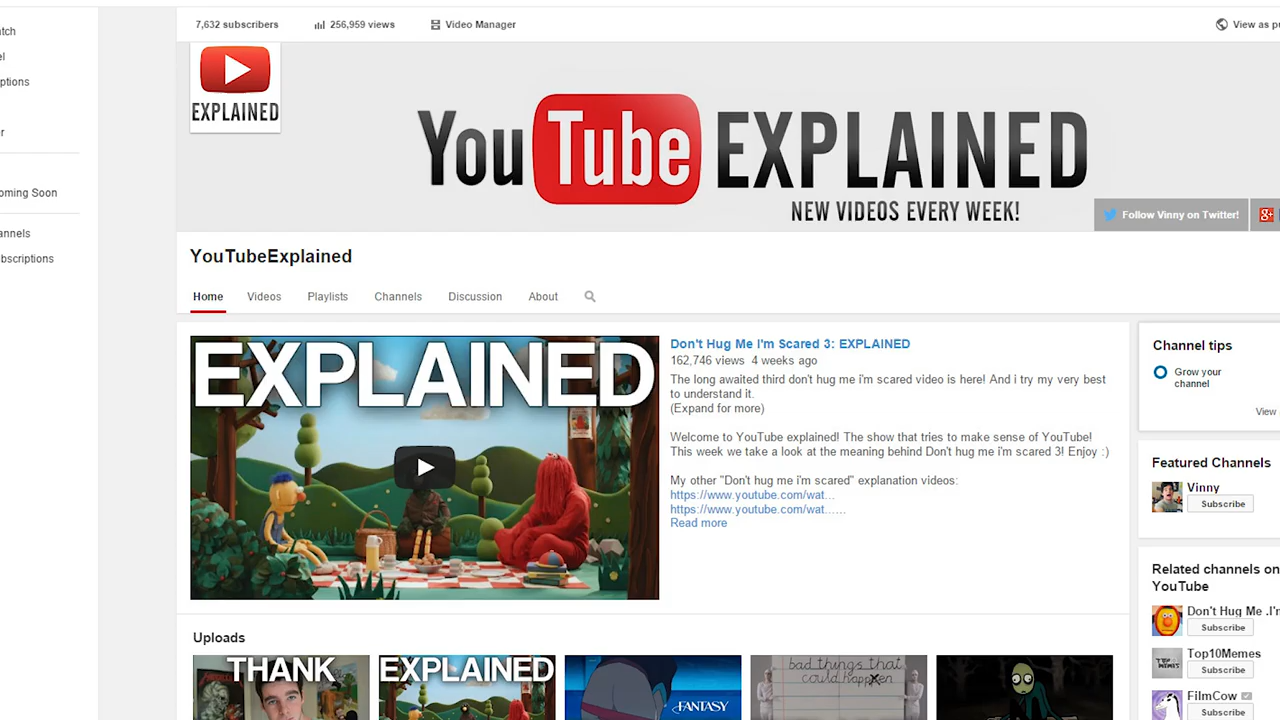 7,632 subscribers
256,959 views
Video Manager
View as pu
tch
el
ptions
r
oming Soon
annels
bscriptions
EXPLAINED
YouTube EXPLAINED
NEW VIDEOS EVERY WEEK!
Follow Vinny on Twitter!
YouTubeExplained
Home
Videos
Playlists
Channels
Discussion
About
EXPLAINED
Don't Hug Me I'm Scared 3: EXPLAINED
162,746 views 4 weeks ago
The long awaited third don't hug me i'm scared video is here! And i try my very best
to understand it.
(Expand for more)
Welcome to YouTube explained! The show that tries to make sense of YouTube!
This week we take a look at the meaning behind Don't hug me i'm scared 3! Enjoy :)
My other "Don't hug me i'm scared" explanation videos:
https://www.youtube.com/wat...
https://www.youtube.com/wat......
Read more
Channel tips
Grow your
channel
View
Featured Channels
Vinny
Subscribe
Related channels on
YouTube
Don't Hug Me .I'm
Subscribe
Top10Memes
Subscribe
FilmCow
Subscribe
Uploads
THANK
EXPLAINED
FANTASY
bad things that
could happen
TOP10
MEMES